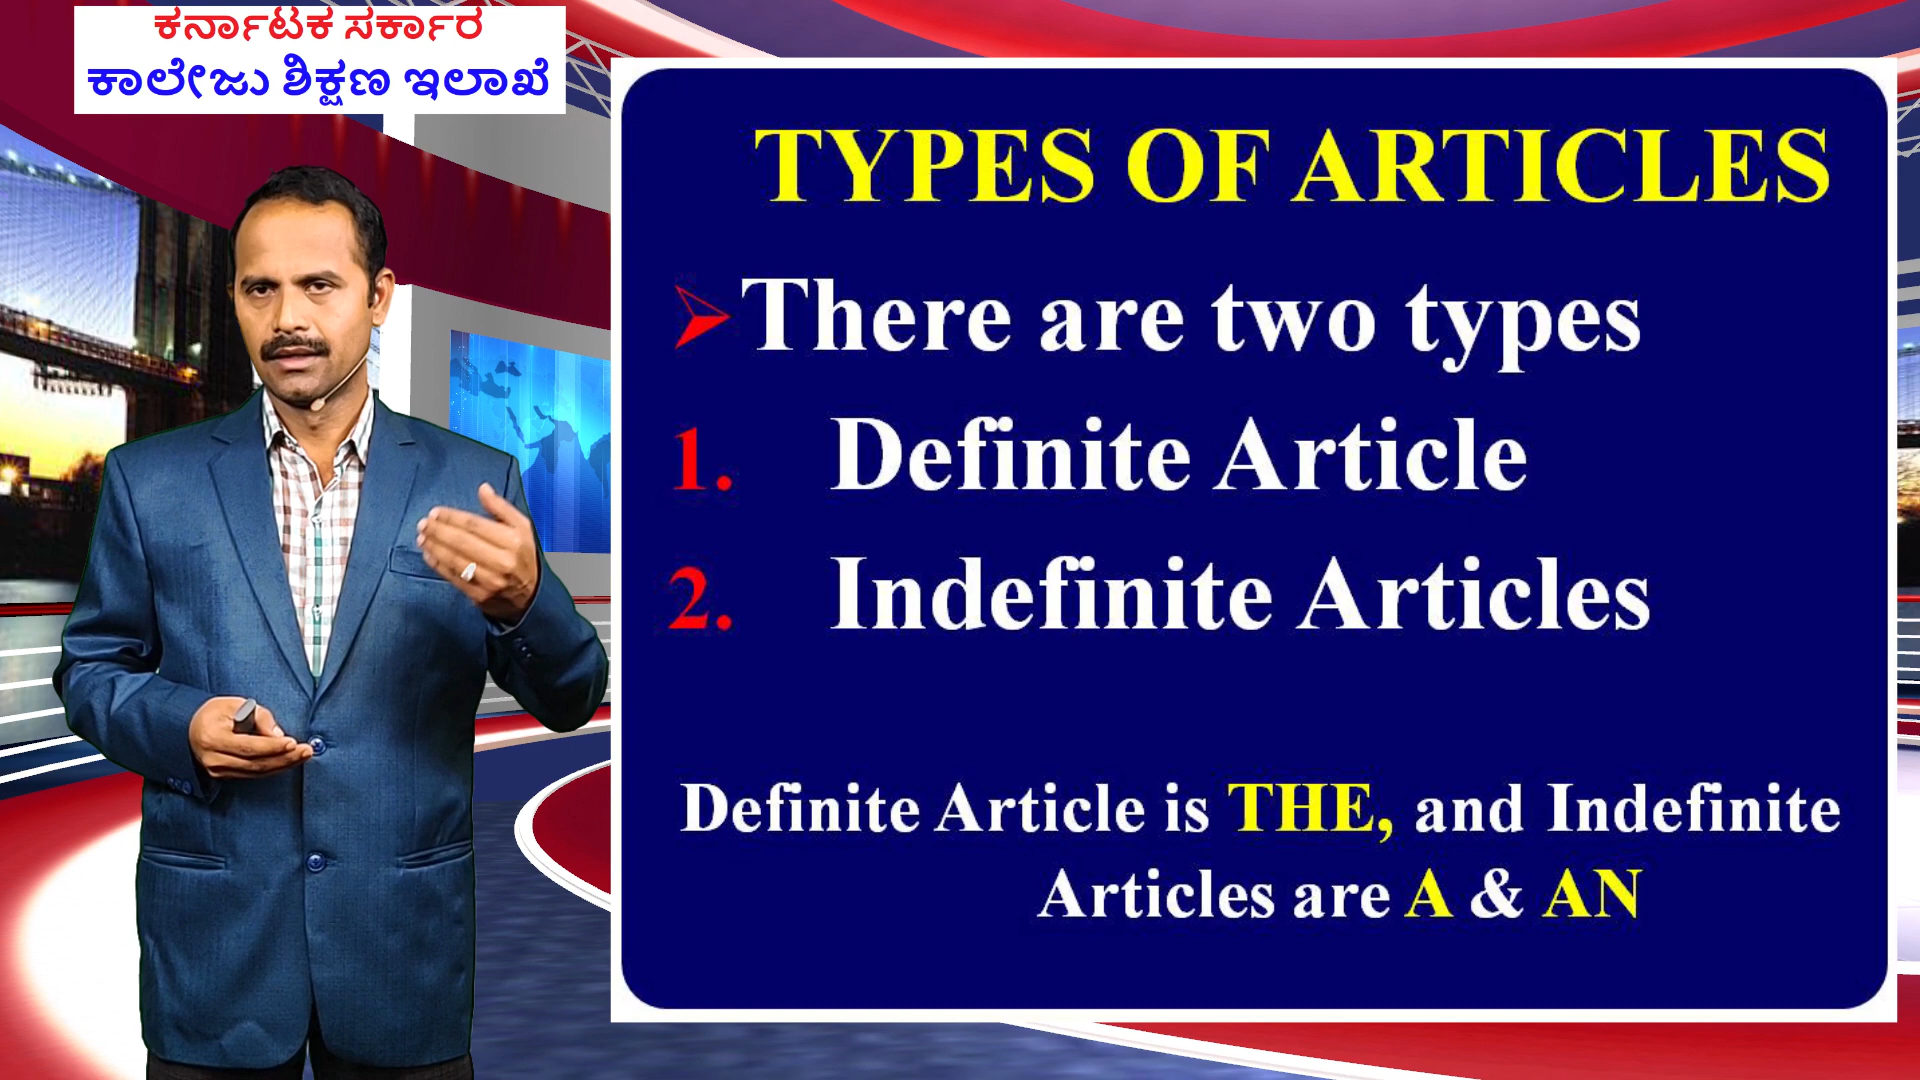 ಕರ್ನಾಟಕ ಸರ್ಕಾರ
ಕಾಲೇಜು ಶಿಕ್ಷಣ ಇಲಾಖೆ
TYPES OF ARTICLES
➢There are two types
1. Definite Article
2. Indefinite Articles
Definite Article is THE, and Indefinite
Articles are A & AN